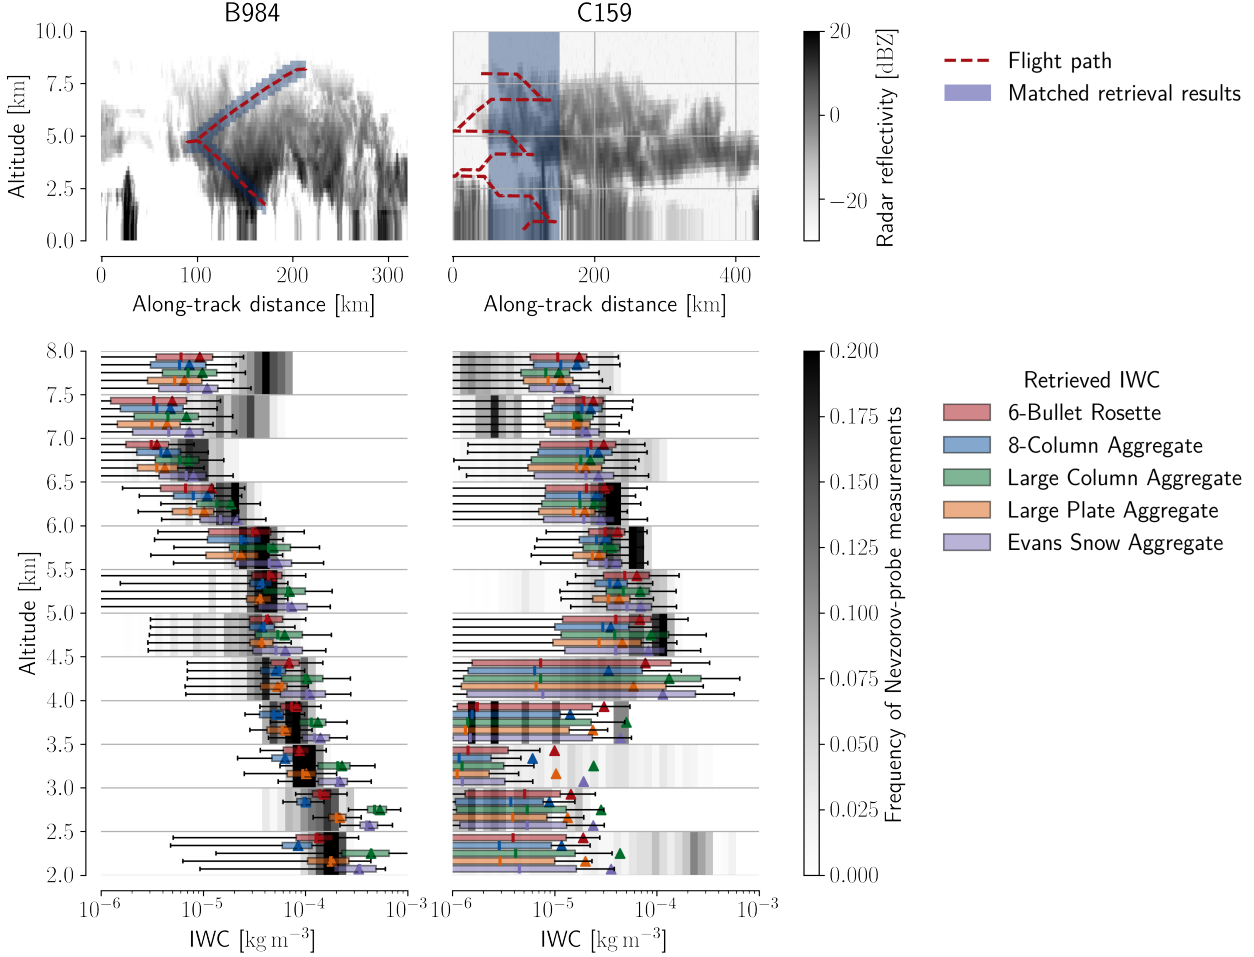 B984
C159
10.0
7.5
5.0
2.5
0.0
Altitude [km]
0 100 200 300
Along-track distance [km]
0 200 400
Along-track distance [km]
20
0
−20
Radar reflectivity [dBZ]
Flight path
Matched retrieval results
8.0
7.5
7.0
6.5
6.0
5.5
5.0
4.5
4.0
3.5
3.0
2.5
2.0
Altitude [km]
10⁻⁶ 10⁻⁵ 10⁻⁴ 10⁻³
IWC [kg m⁻³]
10⁻⁶ 10⁻⁵ 10⁻⁴ 10⁻³
IWC [kg m⁻³]
0.200
0.175
0.150
0.125
0.100
0.075
0.050
0.025
0.000
Frequency of Nevzorov-probe measurements
Retrieved IWC
6-Bullet Rosette
8-Column Aggregate
Large Column Aggregate
Large Plate Aggregate
Evans Snow Aggregate